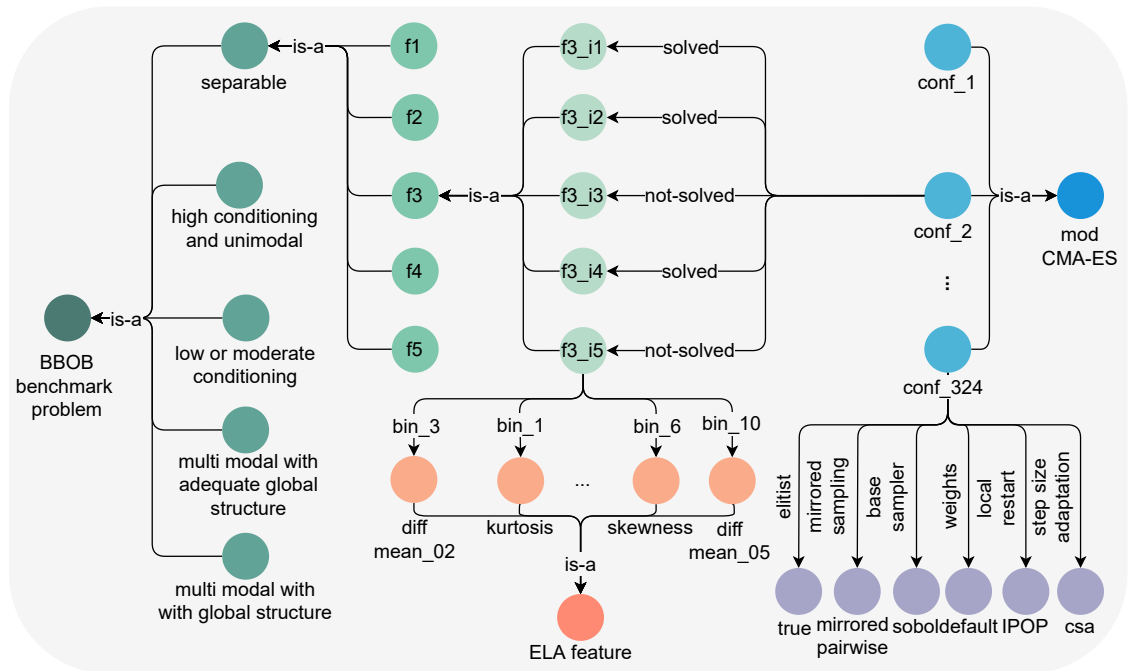 is-a
separable
is-a
f1
f2
f3
f4
f5
high conditioning
and unimodal
BBOB
benchmark
problem
is-a
low or moderate
conditioning
multi modal with
adequate global
structure
multi modal with
with global structure
is-a
f3_i1
f3_i2
f3_i3
f3_i4
f3_i5
solved
solved
not-solved
solved
not-solved
conf_1
conf_2
...
conf_324
is-a
mod
CMA-ES
bin_3
bin_1
bin_6
bin_10
...
diff
mean_02
kurtosis
skewness
diff
mean_05
is-a
ELA feature
elitist
mirrored
sampling
base
sampler
weights
local
restart
step size
adaptation
true
mirrored
pairwise
sobol
default
IPOP
csa